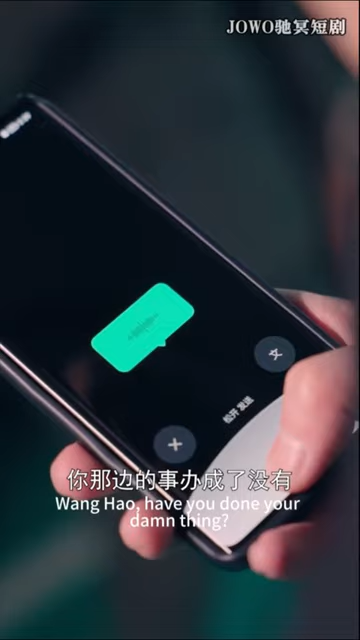 JOWO驰冥短剧
松开 发送
文
你那边的事办成了没有
Wang Hao, have you done your
damn thing?